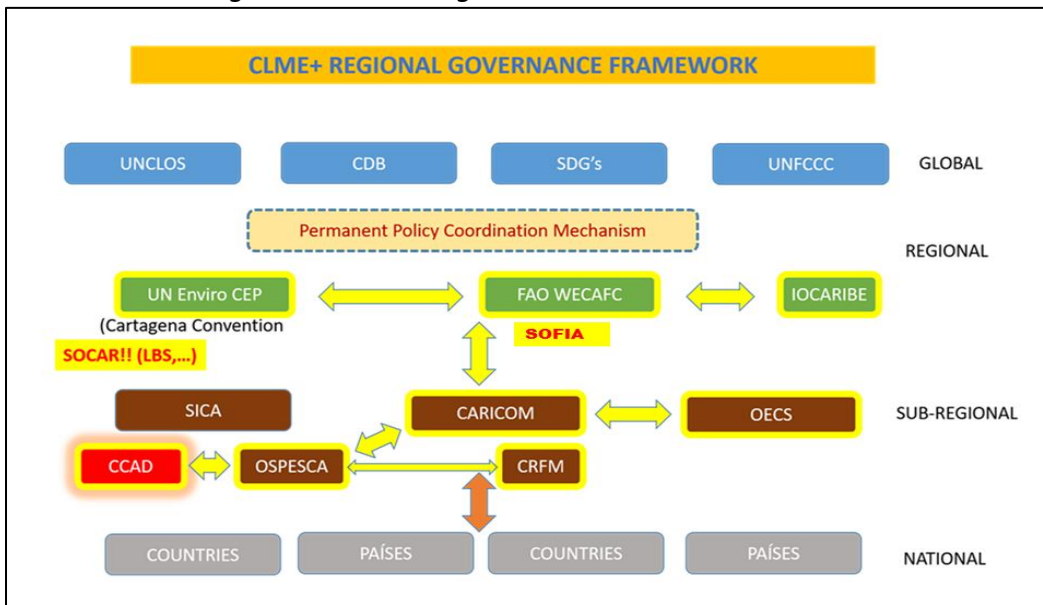 CLME+ REGIONAL GOVERNANCE FRAMEWORK
UNCLOS CDB SDG's UNFCCC GLOBAL
Permanent Policy Coordination Mechanism
REGIONAL
UN Enviro CEP FAO WECAFC IOCARIBE
(Cartagena Convention SOFIA
SOCAR!! (LBS,...)
SICA CARICOM OECS SUB-REGIONAL
CCAD OSPESCA CRFM
COUNTRIES PAÍSES COUNTRIES PAÍSES NATIONAL